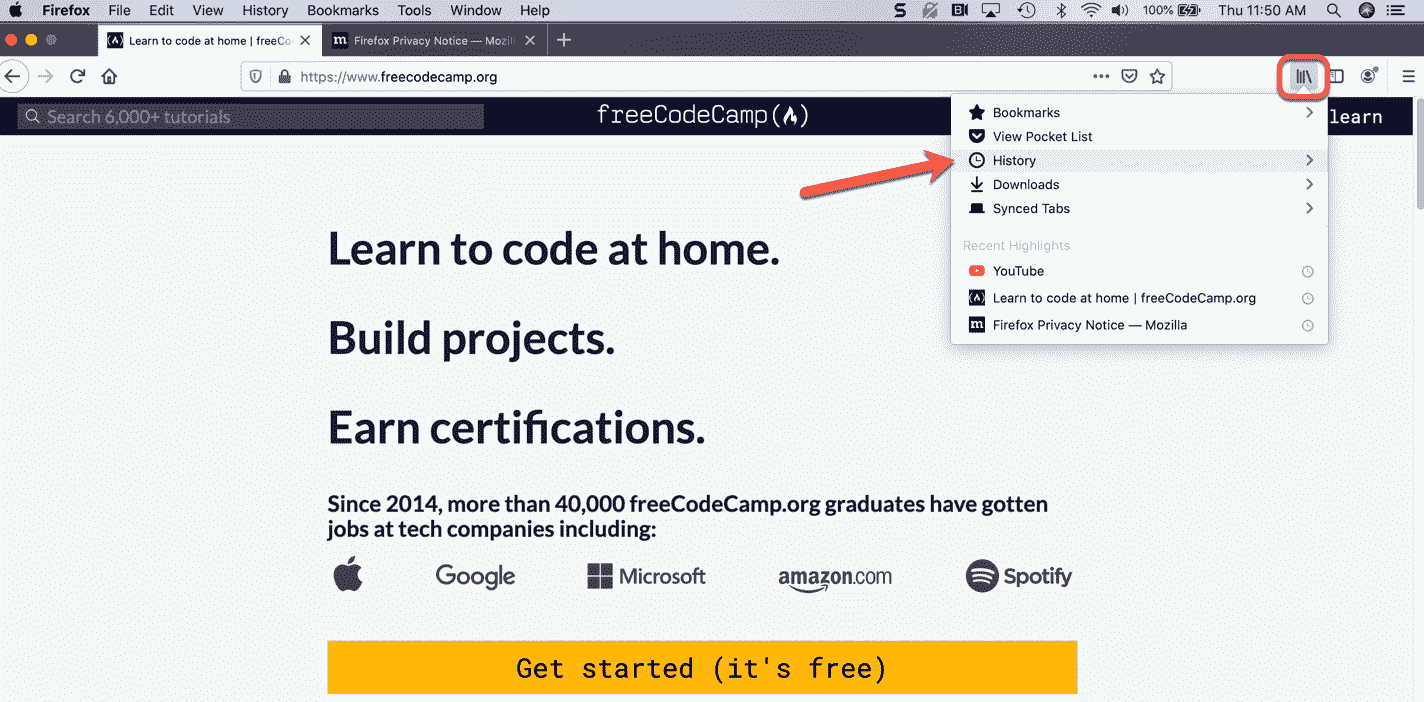 Firefox File Edit View History Bookmarks Tools Window Help 100% Thu 11:50 AM
Learn to code at home | freeCo Firefox Privacy Notice — Mozil
https://www.freecodecamp.org
Search 6,000+ tutorials freeCodeCamp(🔥) learn
Bookmarks
View Pocket List
History
Downloads
Synced Tabs
Recent Highlights
YouTube
Learn to code at home | freeCodeCamp.org
Firefox Privacy Notice — Mozilla
Learn to code at home.
Build projects.
Earn certifications.
Since 2014, more than 40,000 freeCodeCamp.org graduates have gotten
jobs at tech companies including:
Google Microsoft amazon.com Spotify
Get started (it's free)